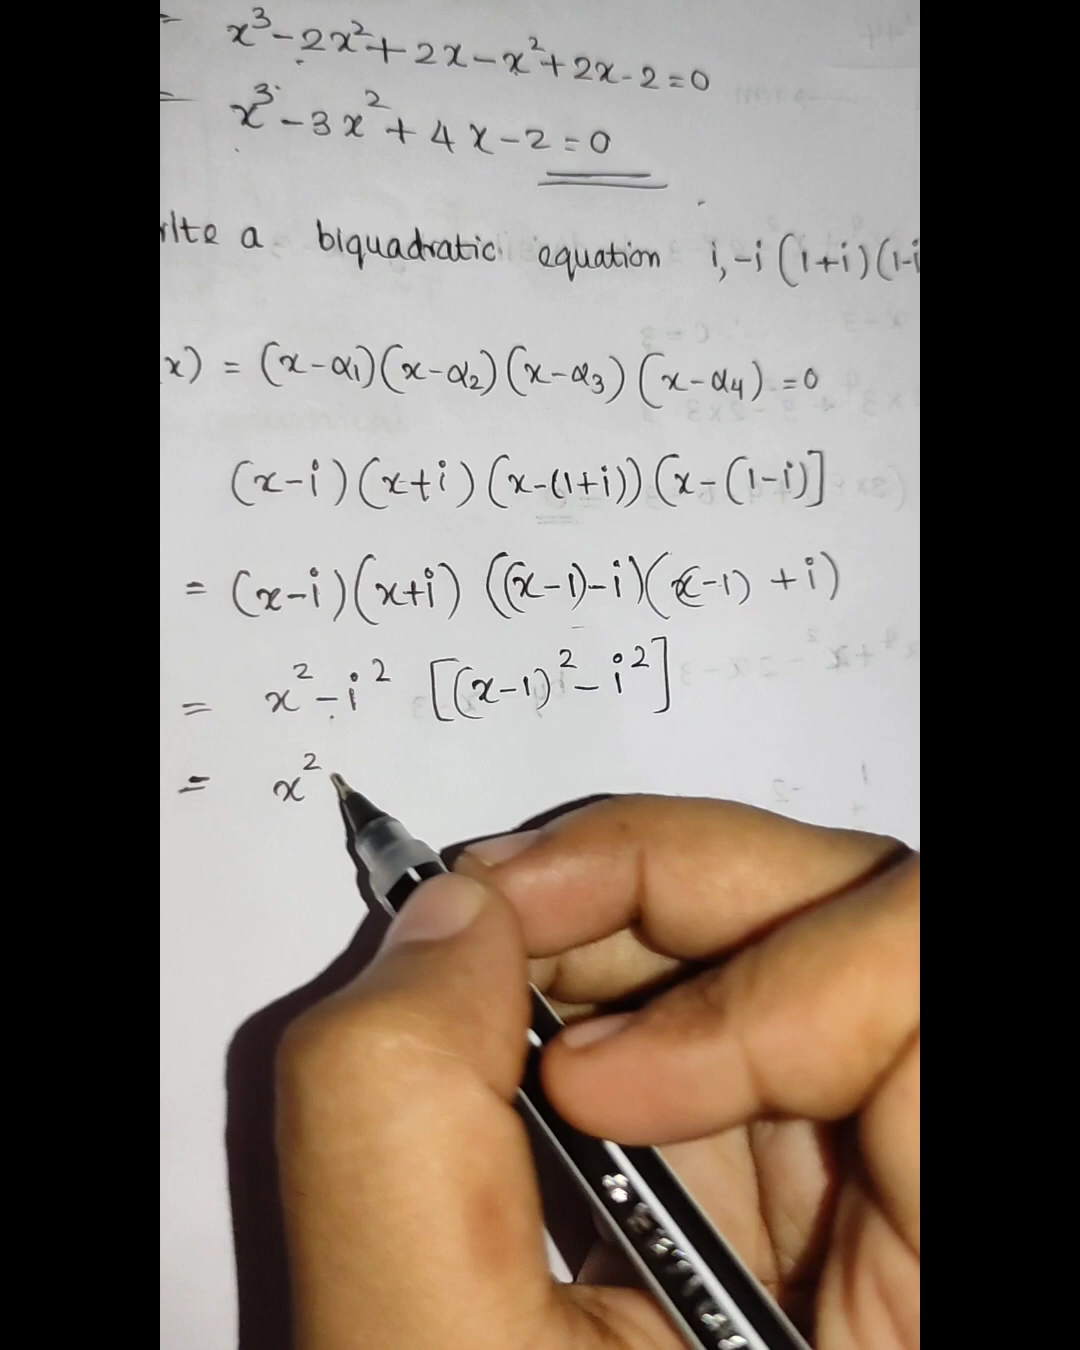 = x³-2x²+2x-x²+2x-2=0
= x³-3x²+4x-2=0
rite a biquadratic equation i,-i (1+i)(1-i
x) = (x-α1)(x-α2)(x-α3)(x-α4)=0
(x-i)(x+i)(x-(1+i))(x-(1-i)]
= (x-i)(x+i) ((x-1)-i)(x-1)+i)
= x²-i² [(x-1)²-i²]
= x²